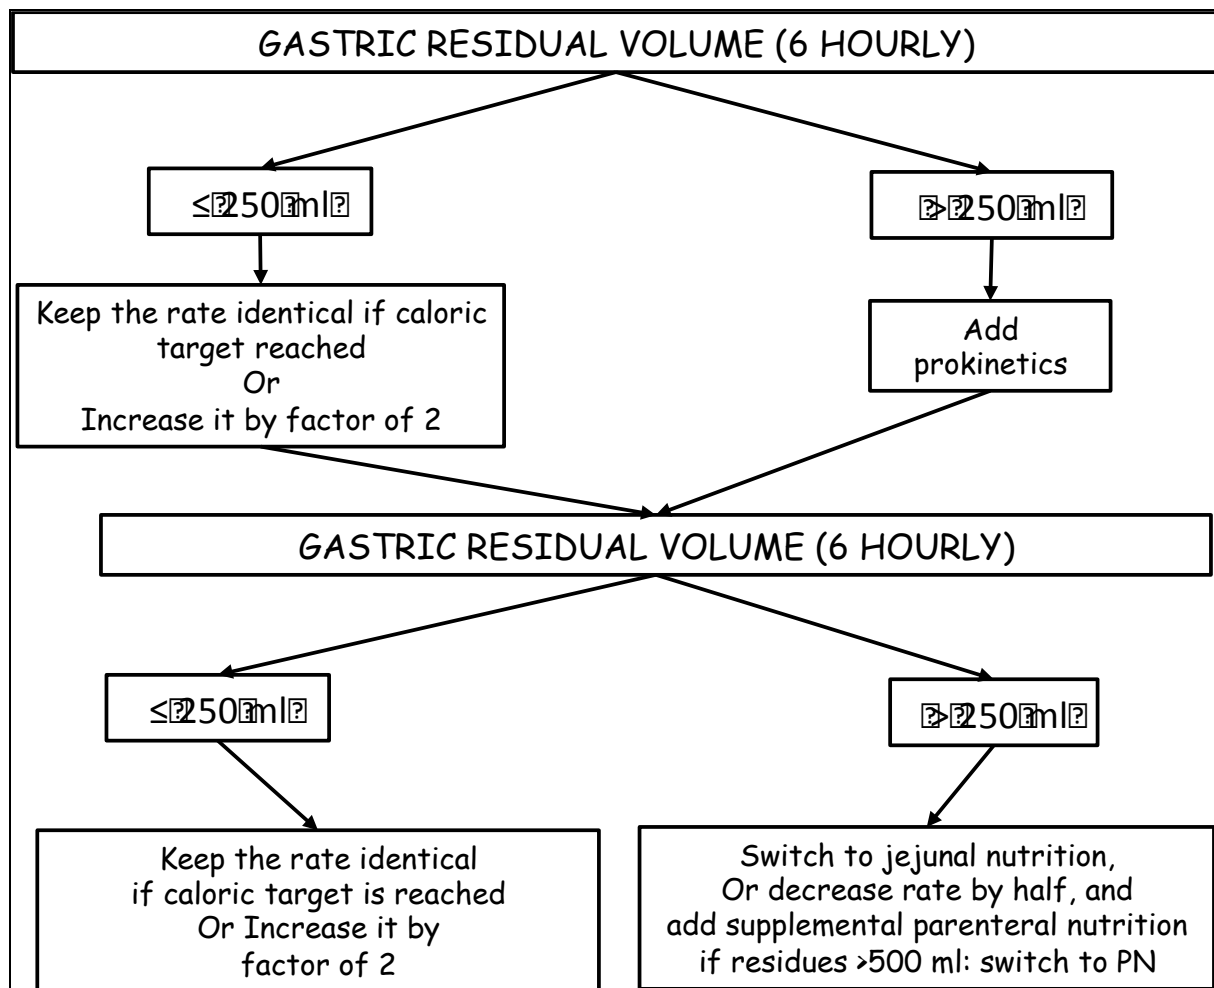 GASTRIC RESIDUAL VOLUME (6 HOURLY)
≤ 250 ml
> 250 ml
Keep the rate identical if caloric
target reached
Or
Increase it by factor of 2
Add
prokinetics
GASTRIC RESIDUAL VOLUME (6 HOURLY)
≤ 250 ml
> 250 ml
Keep the rate identical
if caloric target is reached
Or Increase it by
factor of 2
Switch to jejunal nutrition,
Or decrease rate by half, and
add supplemental parenteral nutrition
if residues >500 ml: switch to PN